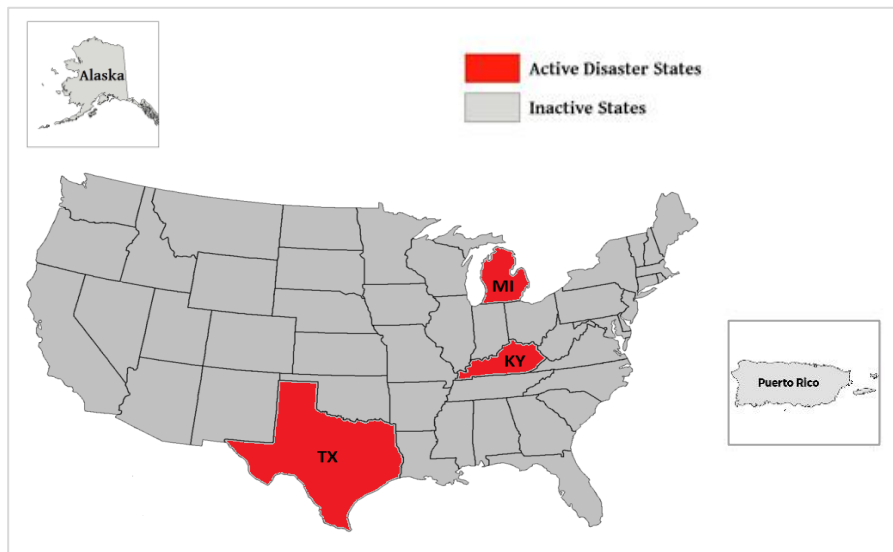 Alaska
Active Disaster States
Inactive States
MI
KY
Puerto Rico
TX